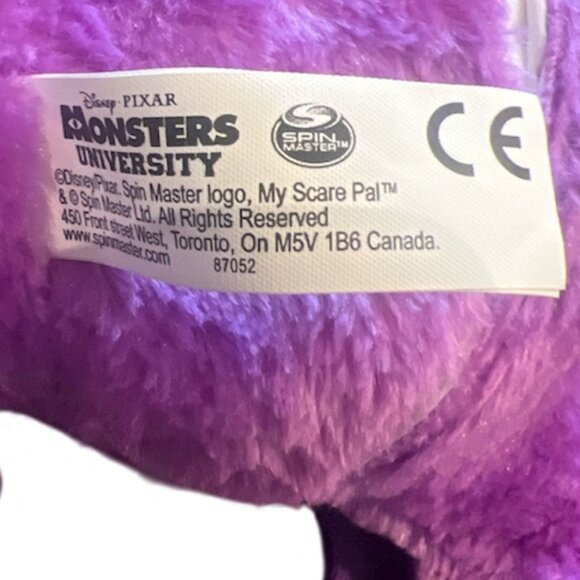 Disney · PIXAR
MONSTERS
UNIVERSITY
SPIN
MASTER™
CE
©Disney/Pixar. Spin Master logo, My Scare Pal™
& © Spin Master Ltd. All Rights Reserved
450 Front street West, Toronto, On M5V 1B6 Canada.
www.spinmaster.com 87052